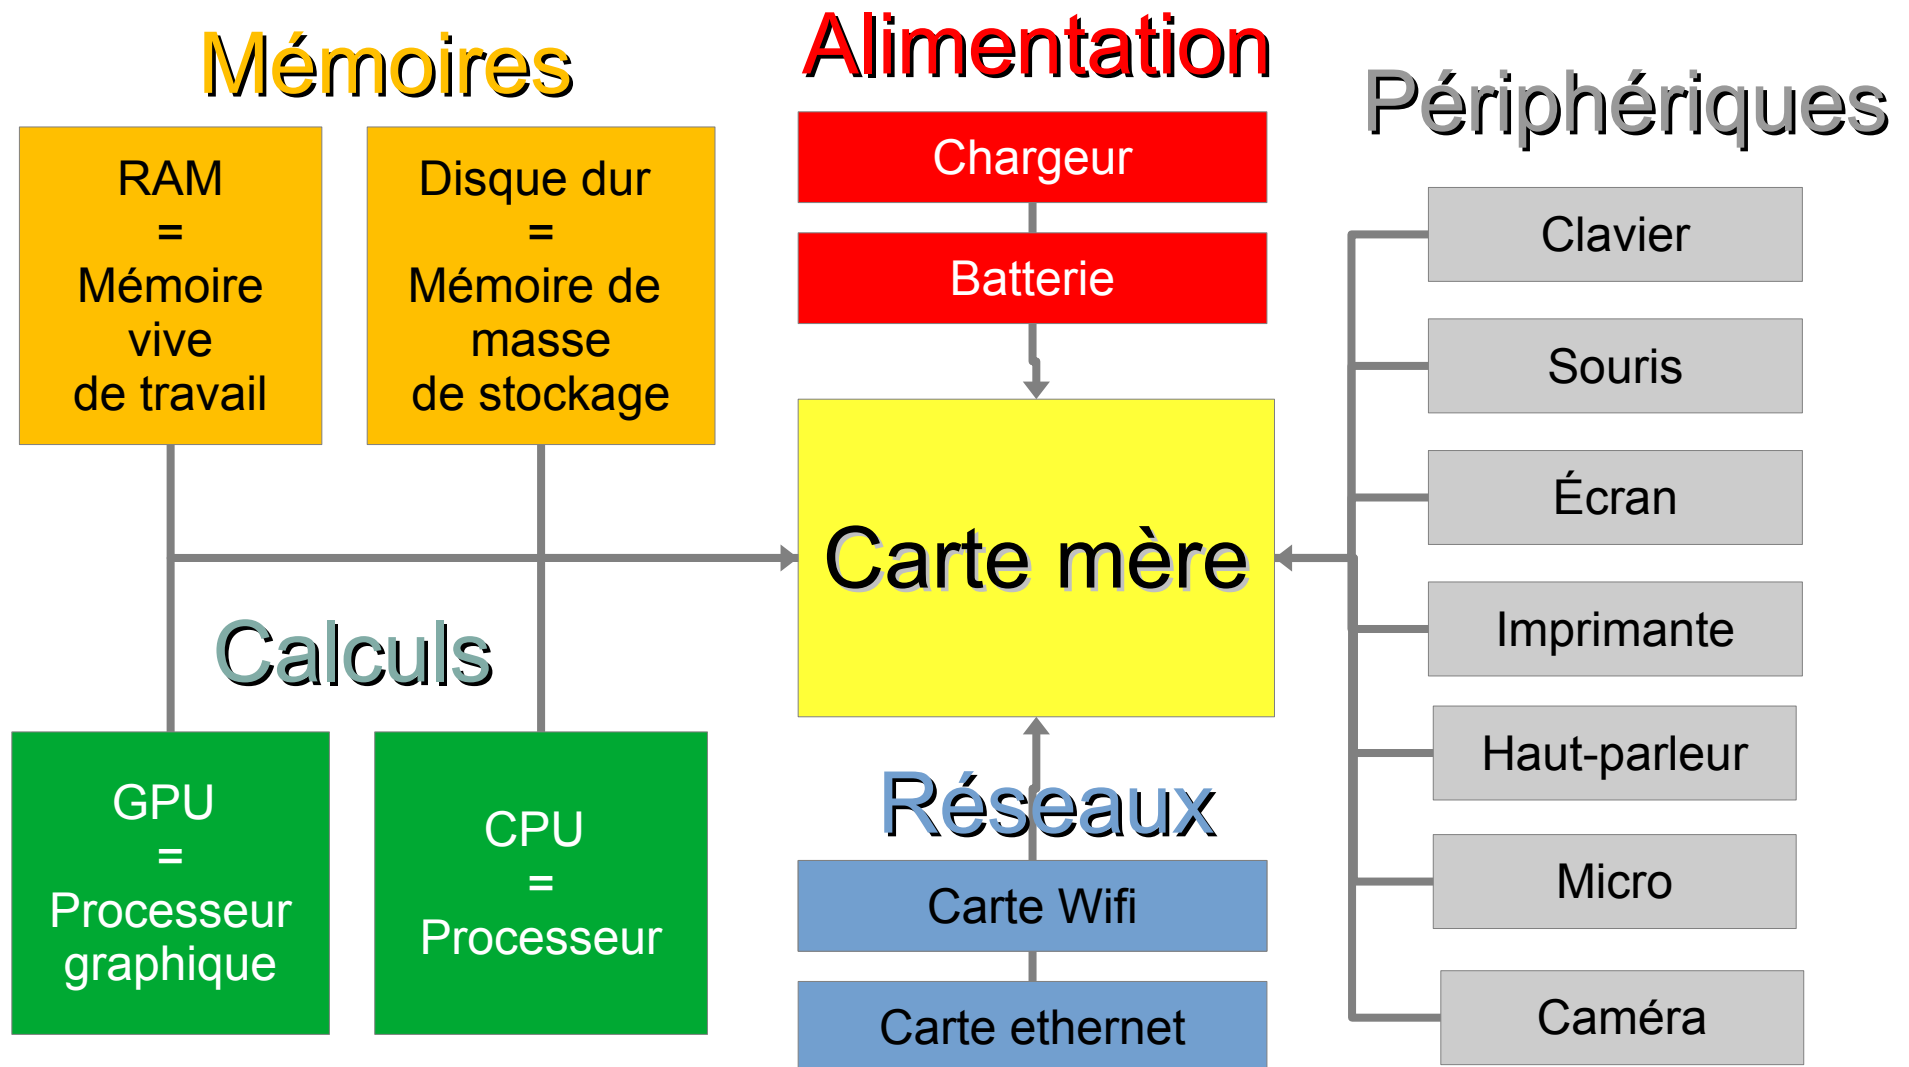 Mémoires
RAM
=
Mémoire
vive
de travail
Disque dur
=
Mémoire de
masse
de stockage
Alimentation
Chargeur
Batterie
Carte mère
Calculs
GPU
=
Processeur
graphique
CPU
=
Processeur
Réseaux
Carte Wifi
Carte ethernet
Périphériques
Clavier
Souris
Écran
Imprimante
Haut-parleur
Micro
Caméra